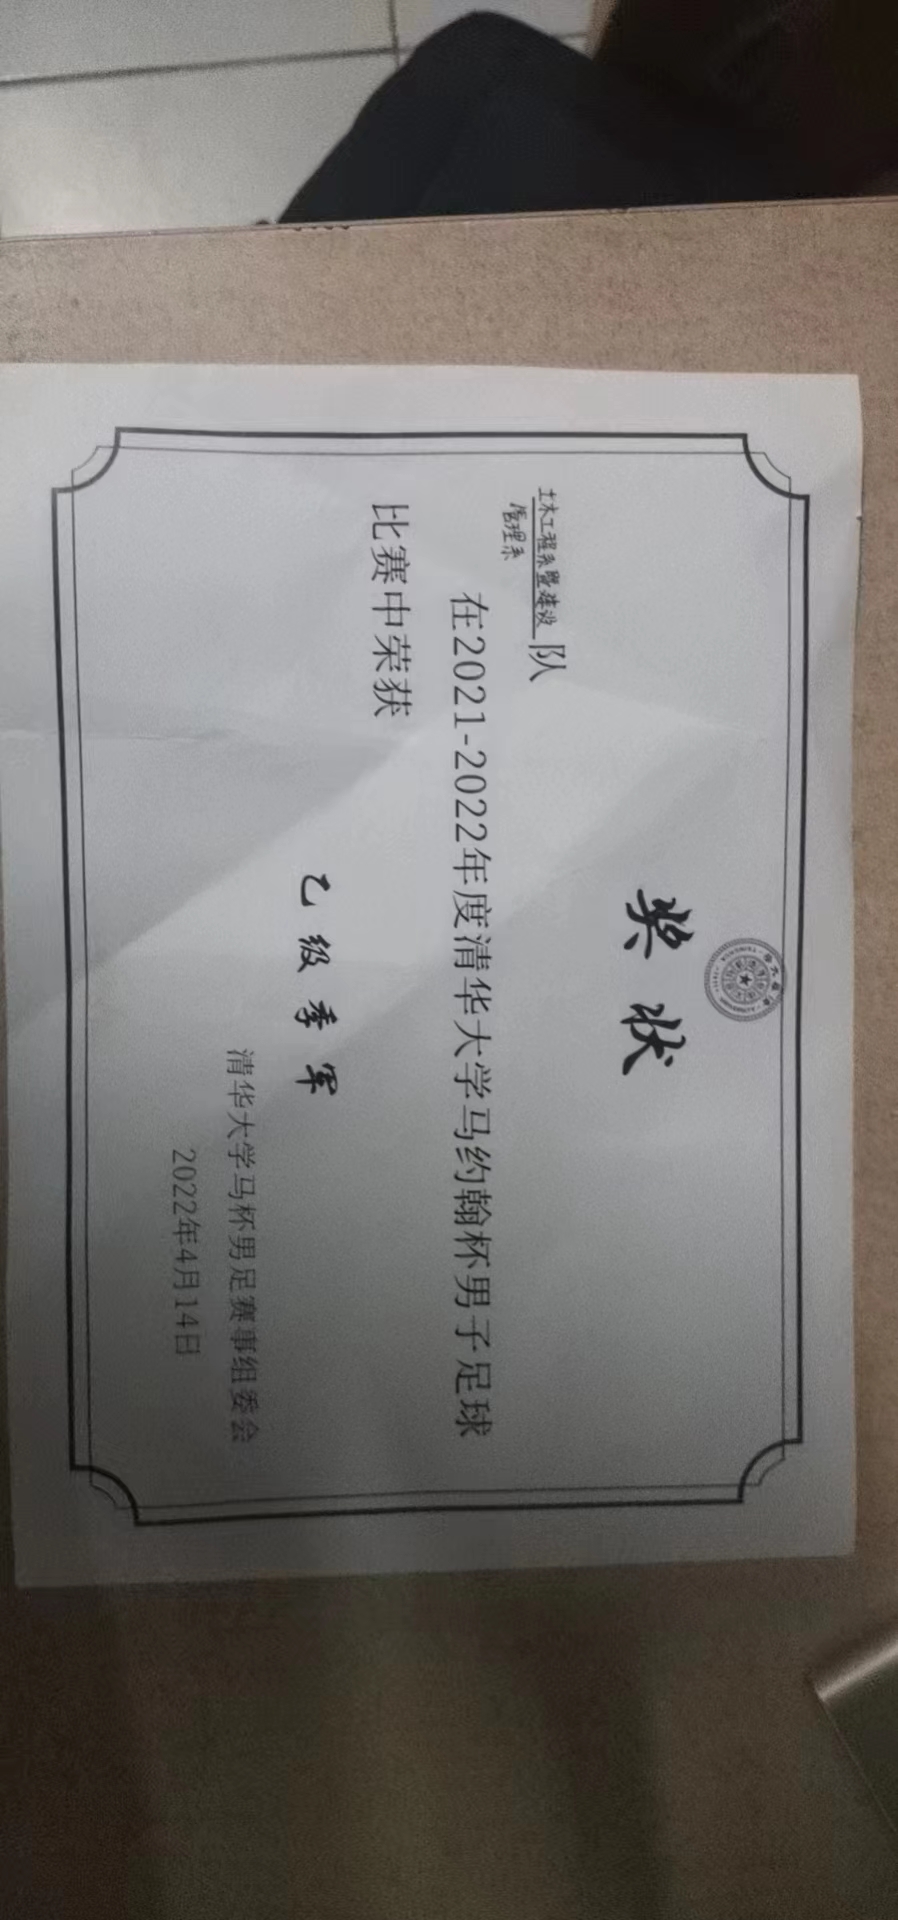 奖状
土木工程系暨建设队
管理系
在2021-2022年度清华大学马约翰杯男子足球
比赛中荣获
乙级季军
清华大学马杯男足赛事组委会
2022年4月14日